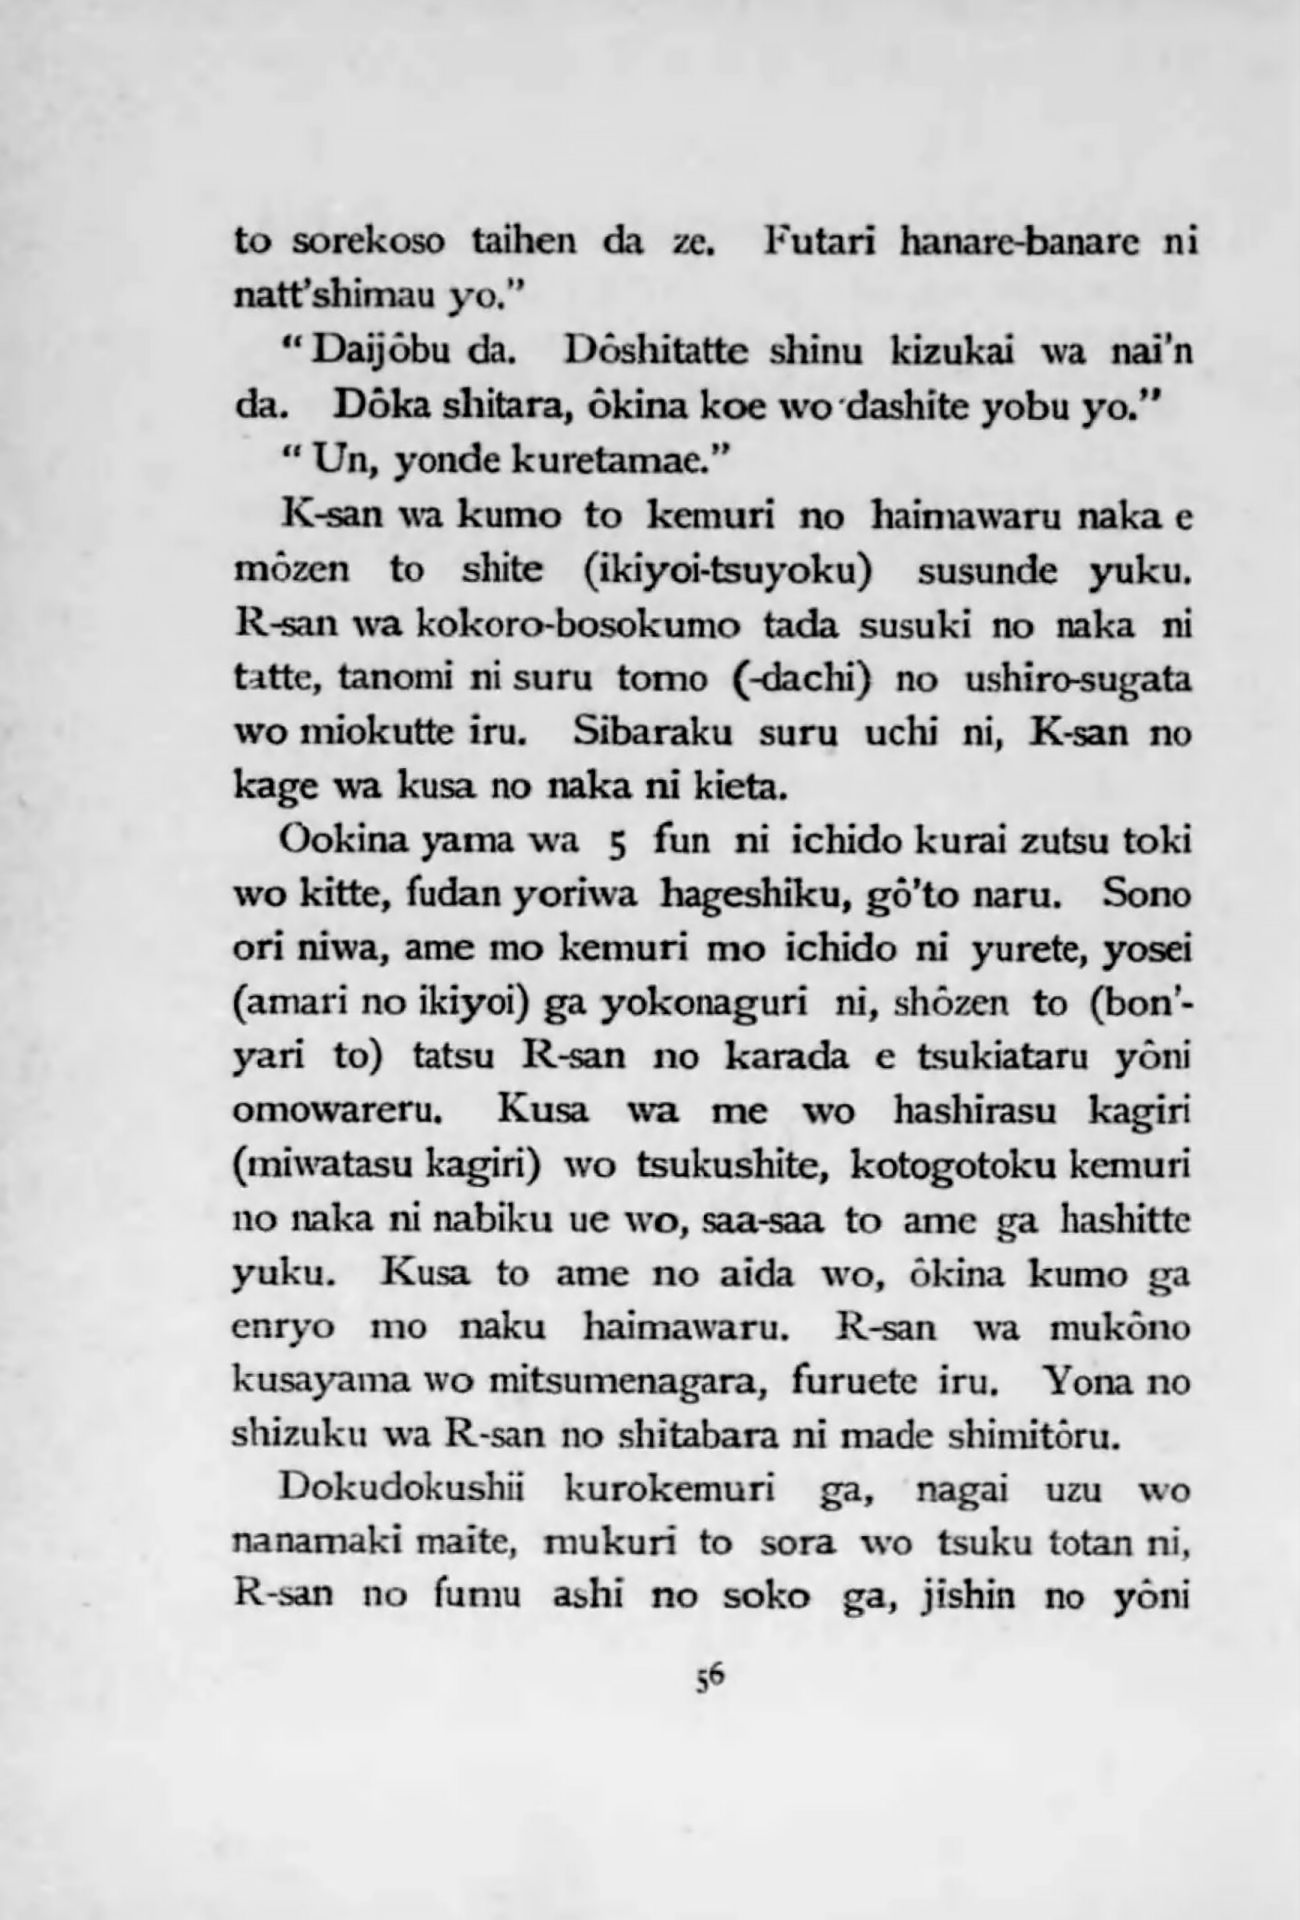 to sorekoso taihen da ze. Futari hanare-banare ni
natt'shimau yo.”
“ Daijôbu da. Dôshitatte shinu kizukai wa nai'n
da. Dôka shitara, ôkina koe wo dashite yobu yo.”
“ Un, yonde kuretamae.”
K-san wa kumo to kemuri no haimawaru naka e
môzen to shite (ikiyoi-tsuyoku) susunde yuku.
R-san wa kokoro-bosokumo tada susuki no naka ni
tatte, tanomi ni suru tomo (-dachi) no ushiro-sugata
wo miokutte iru. Sibaraku suru uchi ni, K-san no
kage wa kusa no naka ni kieta.
Ookina yama wa 5 fun ni ichido kurai zutsu toki
wo kitte, fudan yoriwa hageshiku, gô'to naru. Sono
ori niwa, ame mo kemuri mo ichido ni yurete, yosei
(amari no ikiyoi) ga yokonaguri ni, shôzen to (bon'-
yari to) tatsu R-san no karada e tsukiataru yôni
omowareru. Kusa wa me wo hashirasu kagiri
(miwatasu kagiri) wo tsukushite, kotogotoku kemuri
no naka ni nabiku ue wo, saa-saa to ame ga hashitte
yuku. Kusa to ame no aida wo, ôkina kumo ga
enryo mo naku haimawaru. R-san wa mukôno
kusayama wo mitsumenagara, furuete iru. Yona no
shizuku wa R-san no shitabara ni made shimitôru.
Dokudokushii kurokemuri ga, nagai uzu wo
nanamaki maite, mukuri to sora wo tsuku totan ni,
R-san no fumu ashi no soko ga, jishin no yôni
56